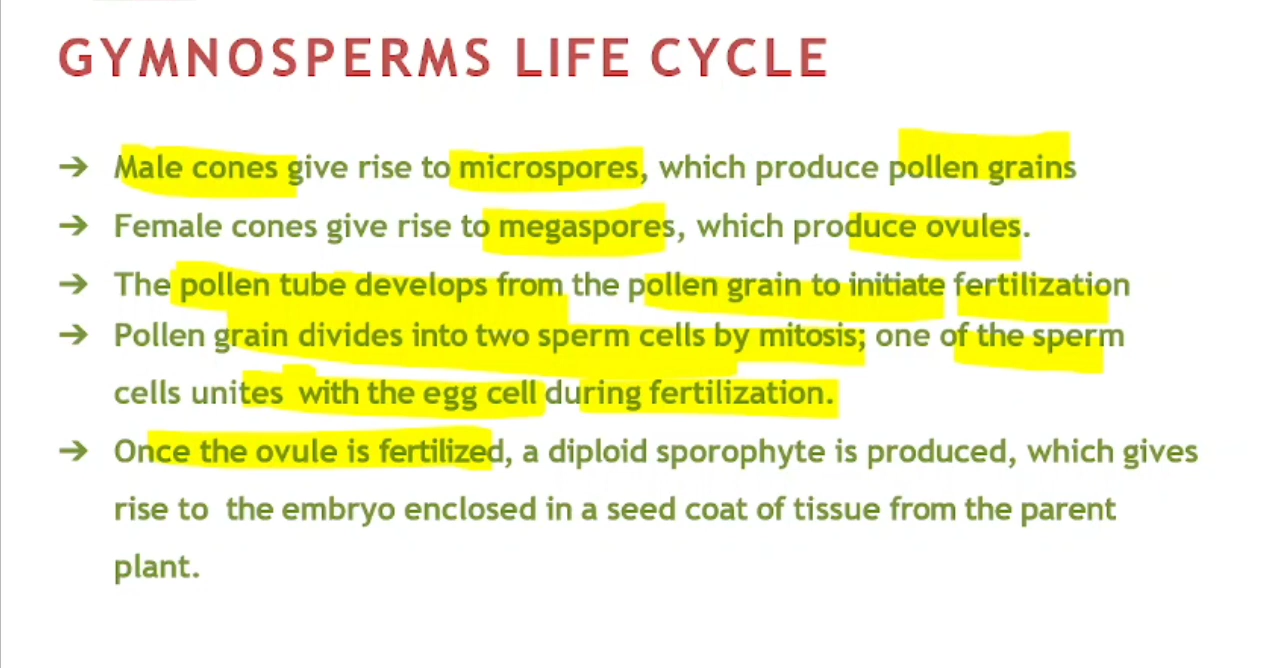 GYMNOSPERMS LIFE CYCLE
→ Male cones give rise to microspores, which produce pollen grains
→ Female cones give rise to megaspores, which produce ovules.
→ The pollen tube develops from the pollen grain to initiate fertilization
→ Pollen grain divides into two sperm cells by mitosis; one of the sperm
cells unites with the egg cell during fertilization.
→ Once the ovule is fertilized, a diploid sporophyte is produced, which gives
rise to the embryo enclosed in a seed coat of tissue from the parent
plant.